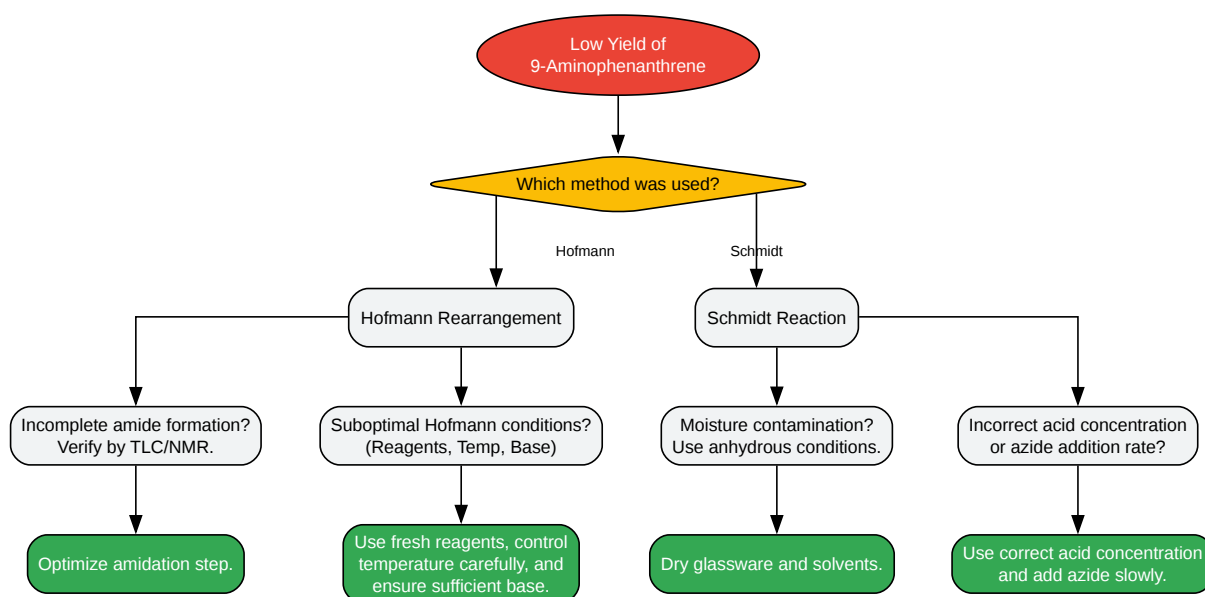 Low Yield of
9-Aminophenanthrene
Which method was used?
Hofmann
Schmidt
Hofmann Rearrangement
Schmidt Reaction
Incomplete amide formation?
Verify by TLC/NMR.
Suboptimal Hofmann conditions?
(Reagents, Temp, Base)
Moisture contamination?
Use anhydrous conditions.
Incorrect acid concentration
or azide addition rate?
Optimize amidation step.
Use fresh reagents, control
temperature carefully, and
ensure sufficient base.
Dry glassware and solvents.
Use correct acid concentration
and add azide slowly.